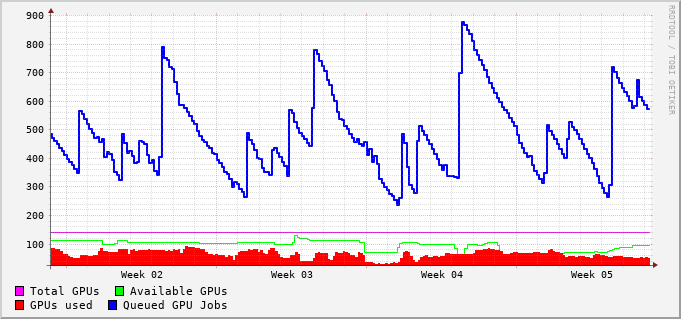 900
800
700
600
500
400
300
200
100
Week 02 Week 03 Week 04 Week 05
Total GPUs Available GPUs
GPUs used Queued GPU Jobs
RRDTOOL / TOBI OETIKER